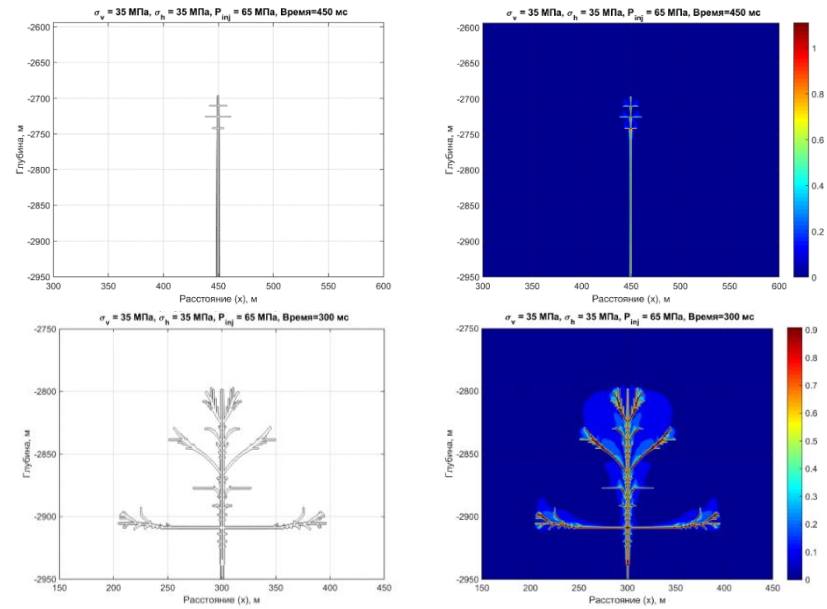 σv = 35 МПа, σh = 35 МПа, Pinj = 65 МПа, Время=450 мс
-2600
-2700
-2800
-2900
-2950
Глубина, м
300 350 400 450 500 550 600
Расстояние (x), м
σv = 35 МПа, σh = 35 МПа, Pinj = 65 МПа, Время=450 мс
-2600
-2700
-2800
-2900
-2950
Глубина, м
300 350 400 450 500 550 600
Расстояние (x), м
1
0.8
0.6
0.4
0.2
0
σv = 35 МПа, σh = 35 МПа, Pinj = 65 МПа, Время=300 мс
-2750
-2800
-2850
-2900
-2950
Глубина, м
150 200 250 300 350 400 450
Расстояние (x), м
σv = 35 МПа, σh = 35 МПа, Pinj = 65 МПа, Время=300 мс
-2750
-2800
-2850
-2900
-2950
Глубина, м
150 200 250 300 350 400 450
Расстояние (x), м
0.9
0.8
0.7
0.6
0.5
0.4
0.3
0.2
0.1
0